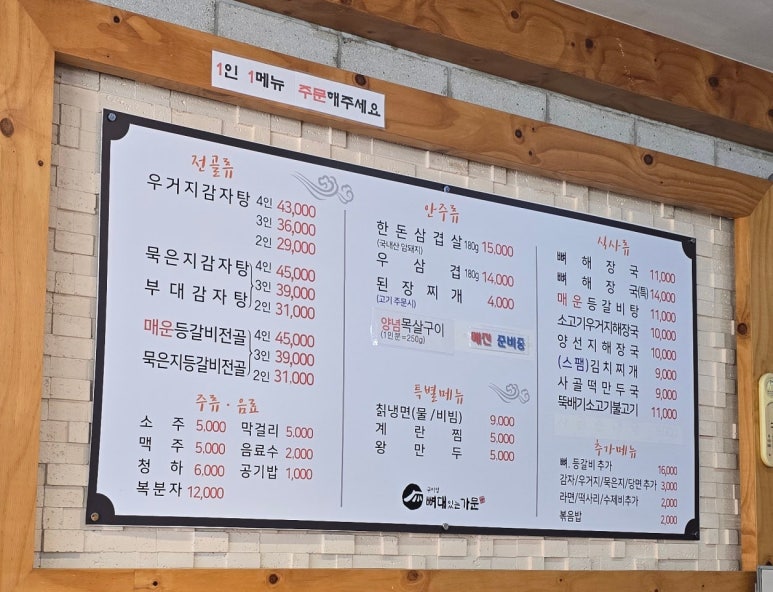 1인 1메뉴 주문해주세요
전골류
우거지감자탕 4인 43,000
3인 36,000
2인 29,000
묵은지감자탕 4인 45,000
부대감자탕 3인 39,000
2인 31,000
매운등갈비전골 4인 45,000
묵은지등갈비전골 3인 39,000
2인 31.000
주류 · 음료
소주 5.000 막걸리 5.000
맥주 5.000 음료수 2.000
청하 6.000 공기밥 1,000
복분자 12,000
안주류
한돈삼겹살 180g 15.000
(국내산 암돼지)
우삼겹 180g 14.000
된장찌개 4,000
(고기 주문시)
양념목살구이
(1인분=250g)
준비중
특별메뉴
칡냉면(물/비빔) 9.000
계란찜 5.000
왕만두 5.000
뼈대있는가문
식사류
뼈해장국 11,000
뼈해장국(특) 14,000
매운등갈비탕 11,000
소고기우거지해장국 10,000
양선지해장국 10,000
(스팸)김치찌개 9,000
사골떡만두국 9,000
뚝배기소고기불고기 11,000
추가메뉴
뼈.등갈비 추가 16,000
감자/우거지/묵은지/당면추가 3,000
라면/떡사리/수제비추가 2,000
볶음밥 2,000